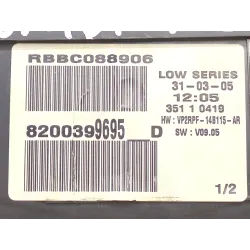 RBBC088906
LOW SERIES
31-03-05
12:05
351 1 0419
HW : VP2RPF-14B115-AR
SW : V09.05
8200399695__D
1/2